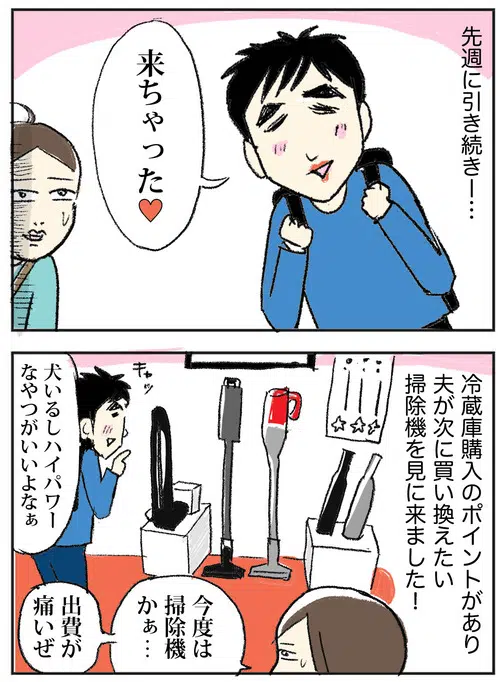 先週に引き続きー…
来ちゃった♥
冷蔵庫購入のポイントがあり
夫が次に買い換えたい
掃除機を見に来ました！
キャッ
犬いるしハイパワー
なやつがいいよなぁ
今度は
掃除機
かぁ…
出費が
痛いぜ